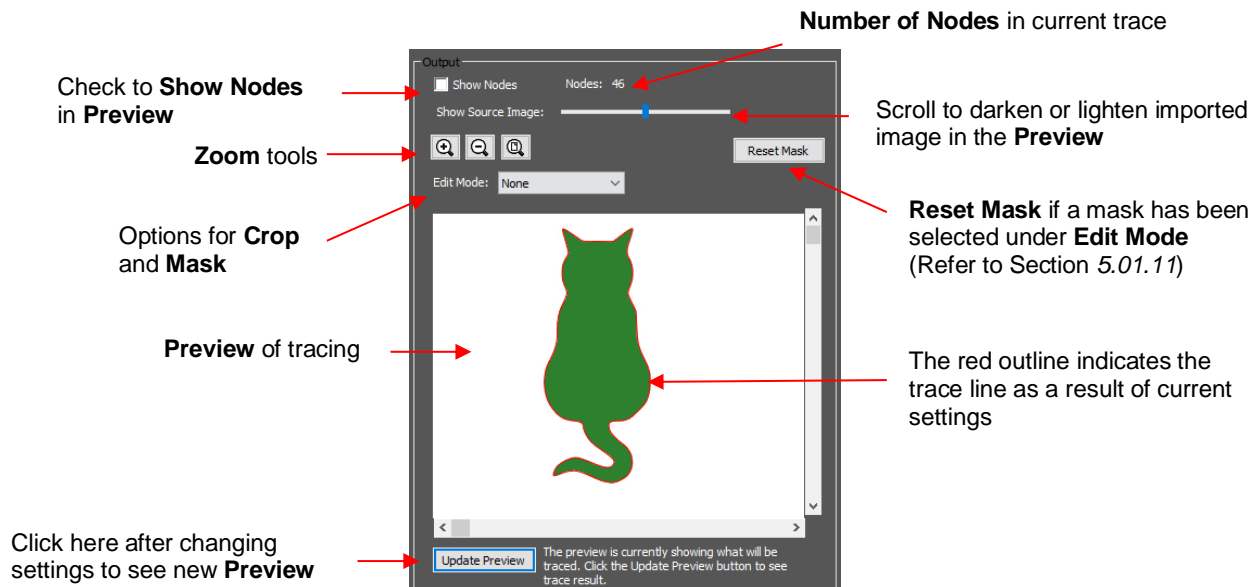 Number of Nodes in current trace
Output
Show Nodes
Nodes: 46
Check to Show Nodes
in Preview
Show Source Image:
Scroll to darken or lighten imported
image in the Preview
Zoom tools
Reset Mask
Edit Mode:
None
Reset Mask if a mask has been
selected under Edit Mode
(Refer to Section 5.01.11)
Options for Crop
and Mask
Preview of tracing
The red outline indicates the
trace line as a result of current
settings
Click here after changing
settings to see new Preview
Update Preview
The preview is currently showing what will be
traced. Click the Update Preview button to see
trace result.